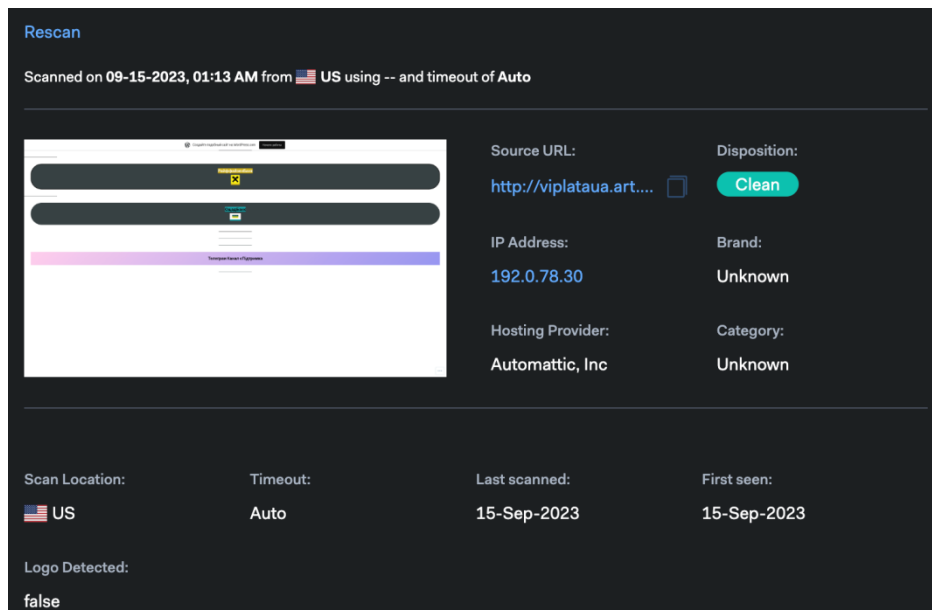 Rescan
Scanned on 09-15-2023, 01:13 AM from US using -- and timeout of Auto
Source URL:
http://viplataua.art....
Disposition:
Clean
IP Address:
192.0.78.30
Brand:
Unknown
Hosting Provider:
Automattic, Inc
Category:
Unknown
Scan Location:
US
Timeout:
Auto
Last scanned:
15-Sep-2023
First seen:
15-Sep-2023
Logo Detected:
false